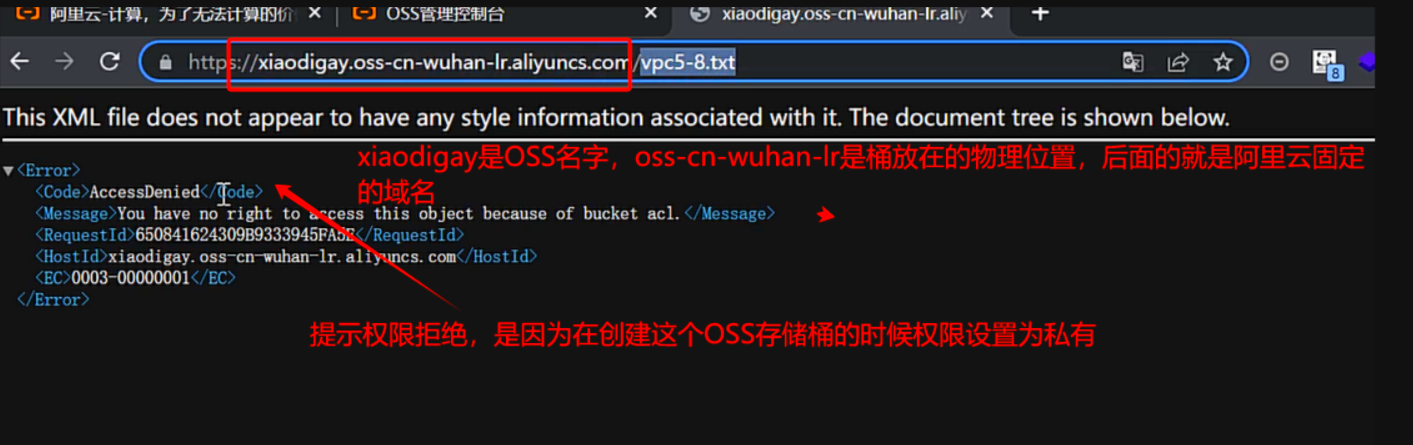 阿里云-计算，为了无法计算的价
OSS管理控制台
xiaodigay.oss-cn-wuhan-lr.aliy
https://xiaodigay.oss-cn-wuhan-lr.aliyuncs.com/vpc5-8.txt
8
This XML file does not appear to have any style information associated with it. The document tree is shown below.
xiaodigay是OSS名字，oss-cn-wuhan-lr是桶放在的物理位置，后面的就是阿里云固定
的域名
<Error>
<Code>AccessDenied</Code>
<Message>You have no right to access this object because of bucket acl.</Message>
<RequestId>650841624309B9333945FA5E</RequestId>
<HostId>xiaodigay.oss-cn-wuhan-lr.aliyuncs.com</HostId>
<EC>0003-00000001</EC>
</Error>
提示权限拒绝，是因为在创建这个OSS存储桶的时候权限设置为私有